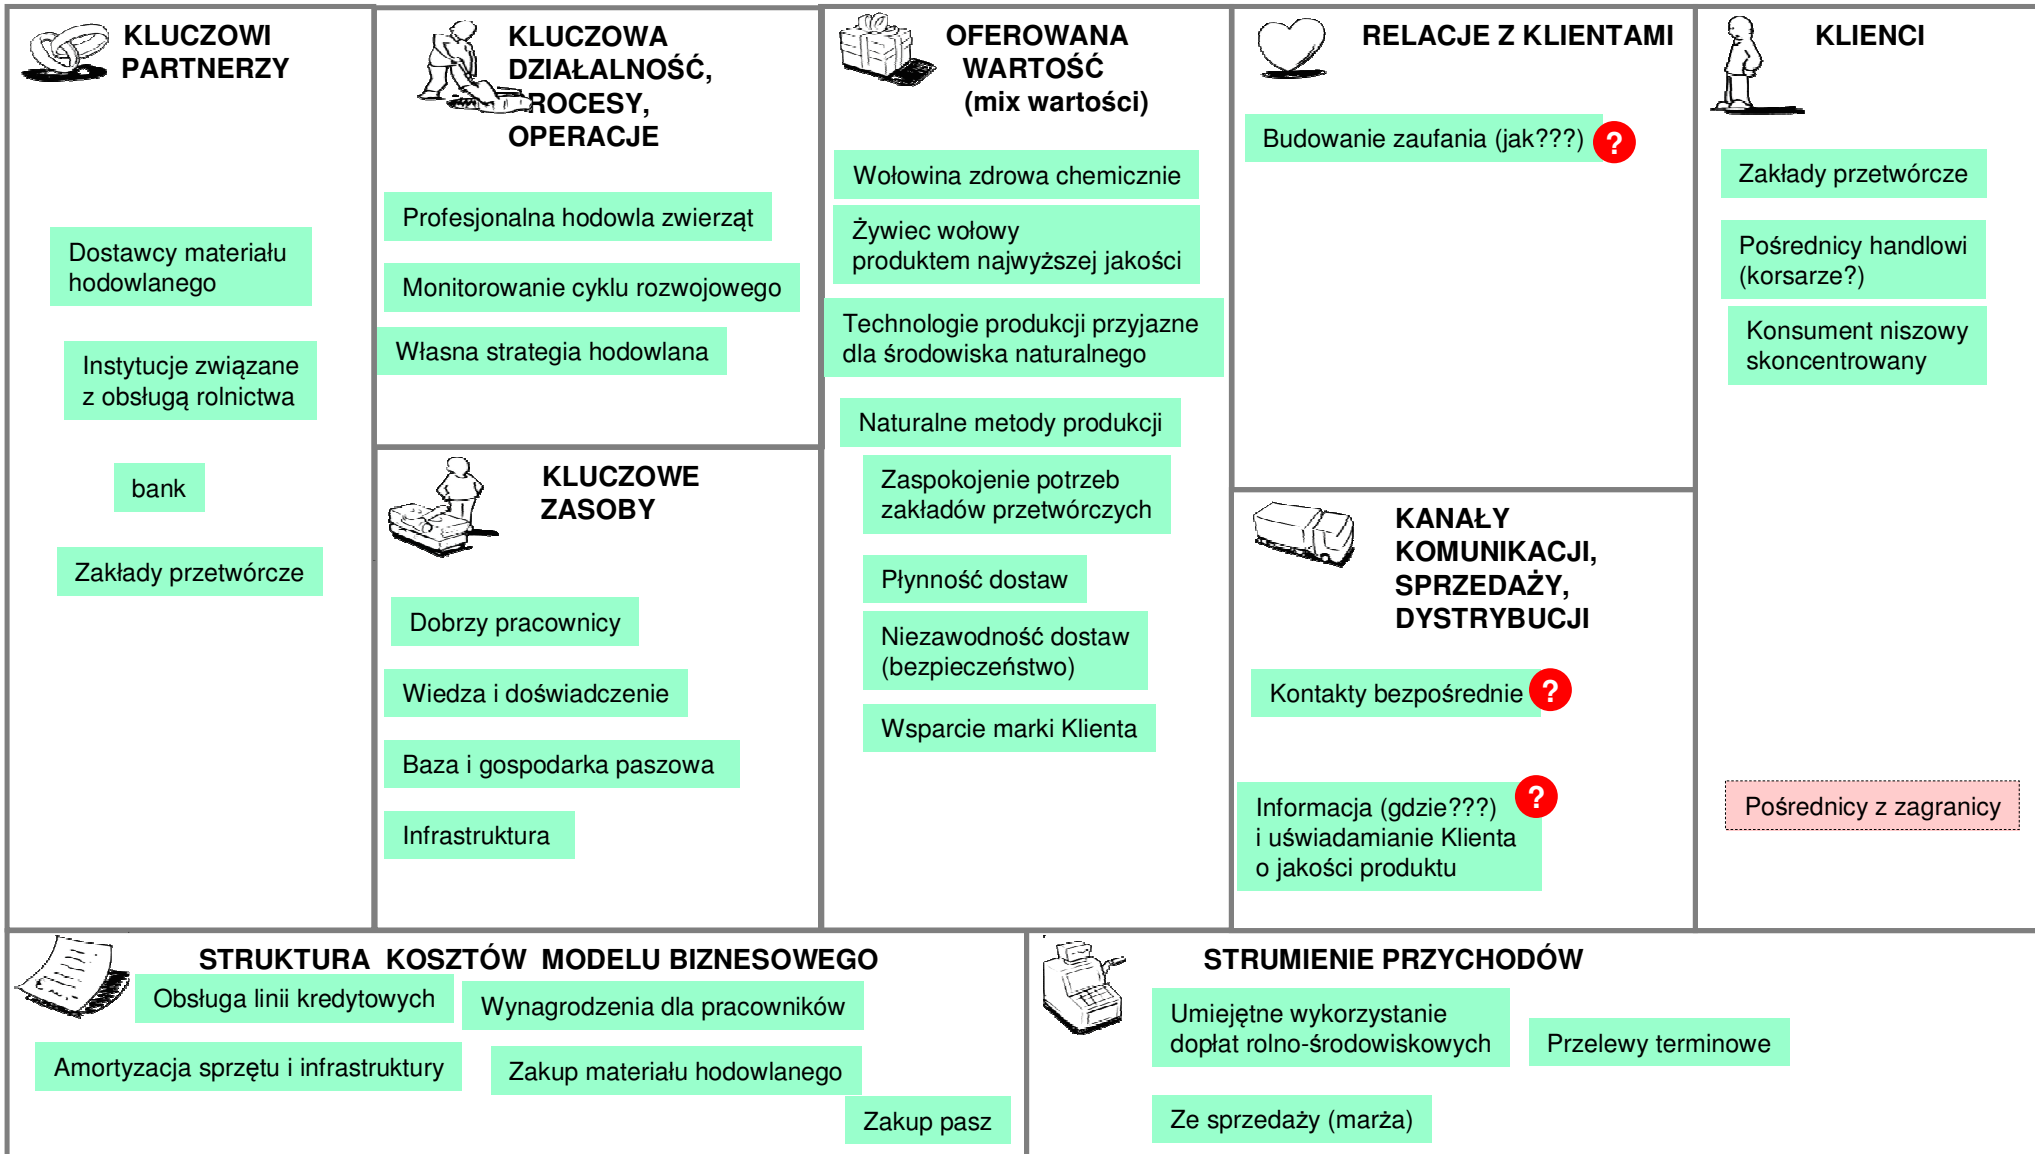 KLUCZOWI
PARTNERZY
Dostawcy materiału
hodowlanego
Instytucje związane
z obsługą rolnictwa
bank
Zakłady przetwórcze
KLUCZOWA
DZIAŁALNOŚĆ,
ROCESY,
OPERACJE
Profesjonalna hodowla zwierząt
Monitorowanie cyklu rozwojowego
Własna strategia hodowlana
KLUCZOWE
ZASOBY
Dobrzy pracownicy
Wiedza i doświadczenie
Baza i gospodarka paszowa
Infrastruktura
OFEROWANA
WARTOŚĆ
(mix wartości)
Wołowina zdrowa chemicznie
Żywiec wołowy
produktem najwyższej jakości
Technologie produkcji przyjazne
dla środowiska naturalnego
Naturalne metody produkcji
Zaspokojenie potrzeb
zakładów przetwórczych
Płynność dostaw
Niezawodność dostaw
(bezpieczeństwo)
Wsparcie marki Klienta
RELACJE Z KLIENTAMI
Budowanie zaufania (jak???) ?
KANAŁY
KOMUNIKACJI,
SPRZEDAŻY,
DYSTRYBUCJI
Kontakty bezpośrednie ?
Informacja (gdzie???) ?
i uświadamianie Klienta
o jakości produktu
KLIENCI
Zakłady przetwórcze
Pośrednicy handlowi
(korsarze?)
Konsument niszowy
skoncentrowany
Pośrednicy z zagranicy
STRUKTURA KOSZTÓW MODELU BIZNESOWEGO
Obsługa linii kredytowych
Wynagrodzenia dla pracowników
Amortyzacja sprzętu i infrastruktury
Zakup materiału hodowlanego
Zakup pasz
STRUMIENIE PRZYCHODÓW
Umiejętne wykorzystanie
dopłat rolno-środowiskowych
Przelewy terminowe
Ze sprzedaży (marża)